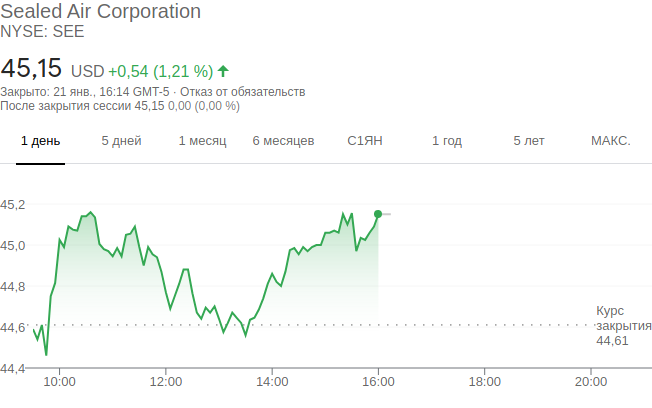 Sealed Air Corporation
NYSE: SEE
45,15 USD +0,54 (1,21 %)
Закрыто: 21 янв., 16:14 GMT-5 · Отказ от обязательств
После закрытия сессии 45,15 0,00 (0,00 %)
1 день 5 дней 1 месяц 6 месяцев С1ЯН 1 год 5 лет МАКС.
45,2
45,0
44,8
44,6
Курс
закрытия
44,61
44,4
10:00 12:00 14:00 16:00 18:00 20:00